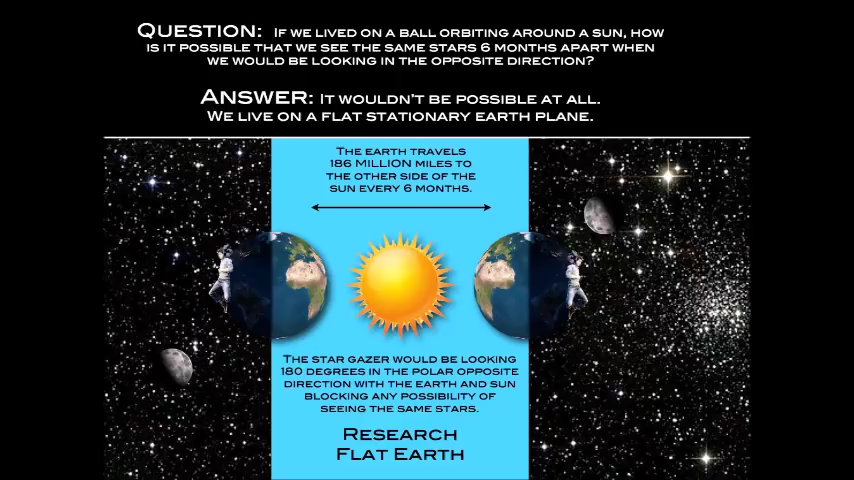 QUESTION: IF WE LIVED ON A BALL ORBITING AROUND A SUN, HOW
IS IT POSSIBLE THAT WE SEE THE SAME STARS 6 MONTHS APART WHEN
WE WOULD BE LOOKING IN THE OPPOSITE DIRECTION?
ANSWER: IT WOULDN'T BE POSSIBLE AT ALL.
WE LIVE ON A FLAT STATIONARY EARTH PLANE.
THE EARTH TRAVELS
186 MILLION MILES TO
THE OTHER SIDE OF THE
SUN EVERY 6 MONTHS.
THE STAR GAZER WOULD BE LOOKING
180 DEGREES IN THE POLAR OPPOSITE
DIRECTION WITH THE EARTH AND SUN
BLOCKING ANY POSSIBILITY OF
SEEING THE SAME STARS.
RESEARCH
FLAT EARTH